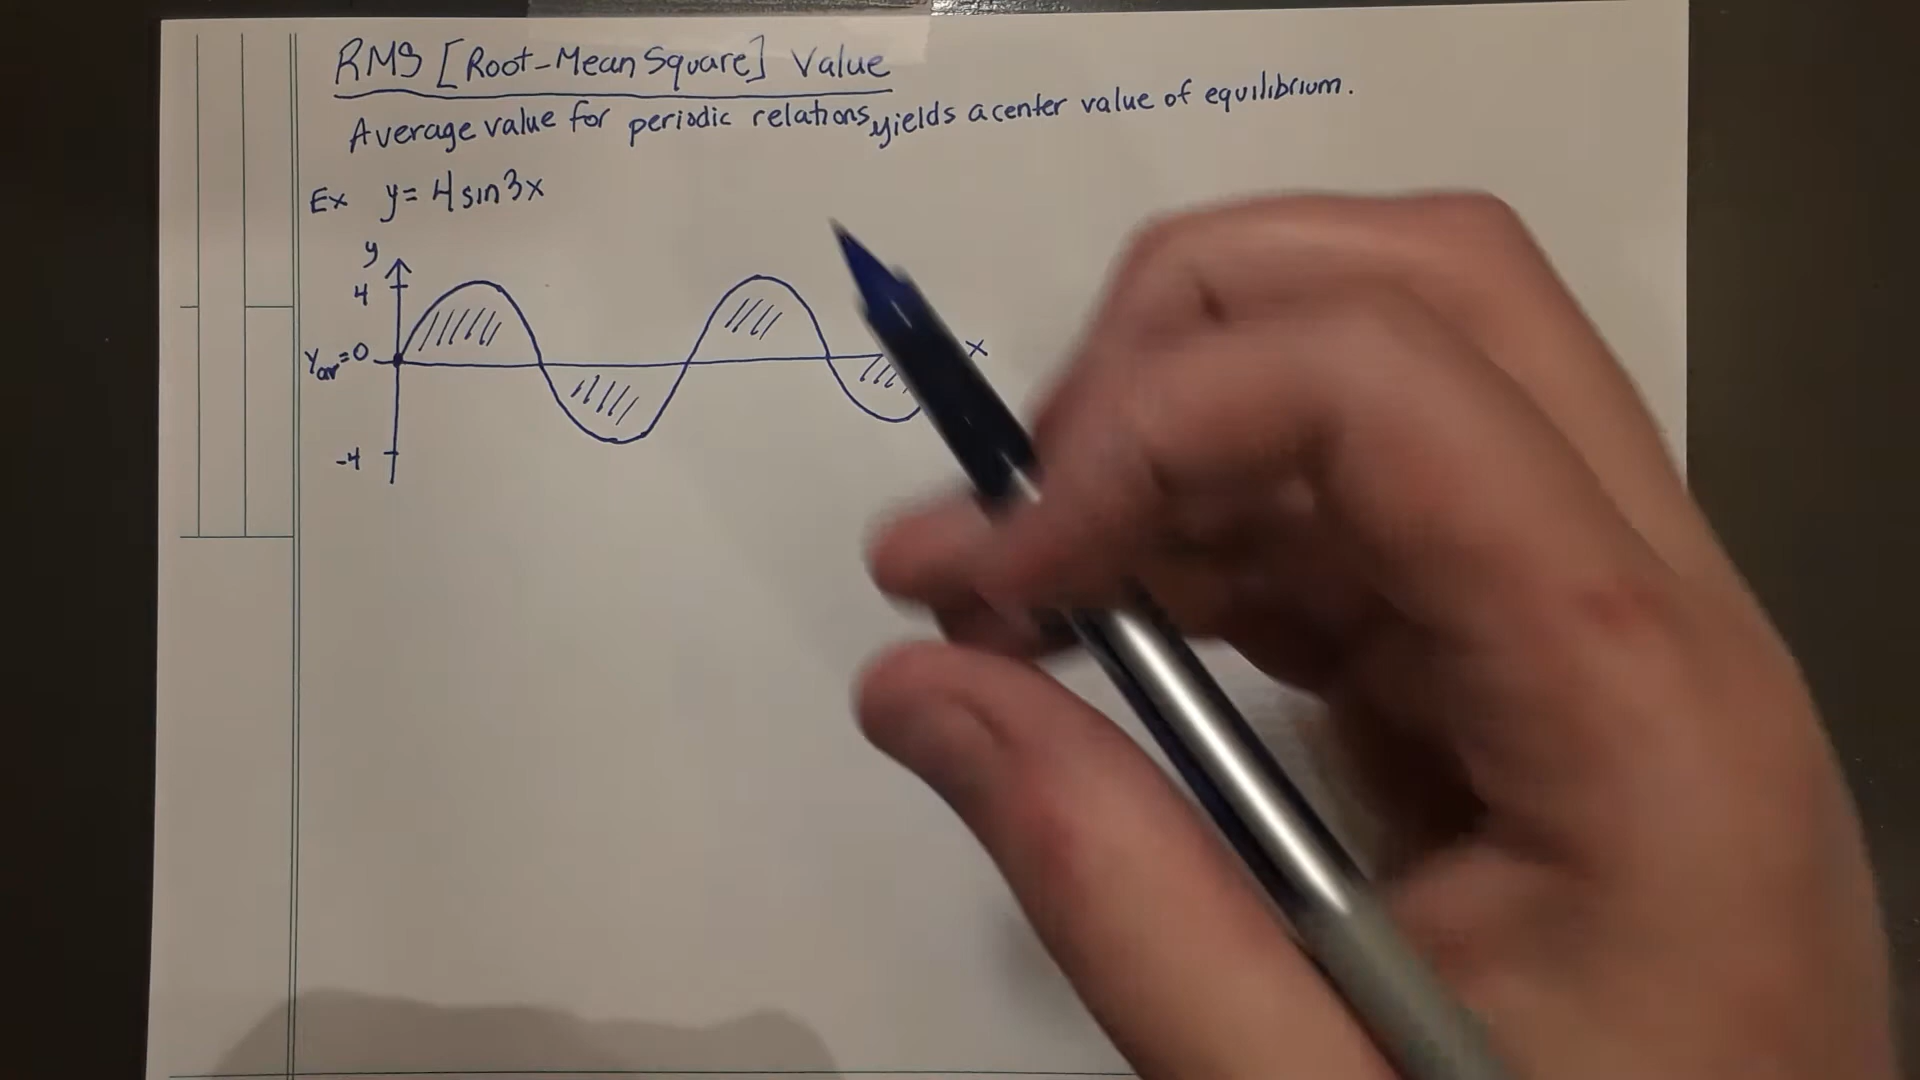 RMS [Root-Mean Square] Value
Average value for periodic relations, yields a center value of equilibrium.
Ex y= 4 sin 3x
y
4
Yav=0
x
-4